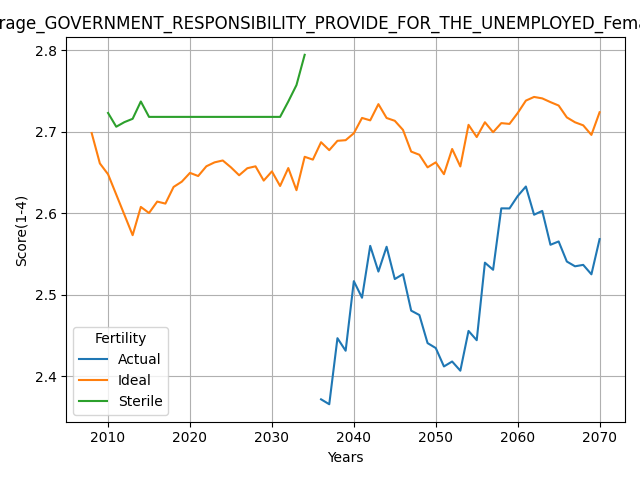 rage_GOVERNMENT_RESPONSIBILITY_PROVIDE_FOR_THE_UNEMPLOYED_Fema
2.8
2.7
2.6
2.5
2.4
Score(1-4)
Fertility
Actual
Ideal
Sterile
2010 2020 2030 2040 2050 2060 2070
Years